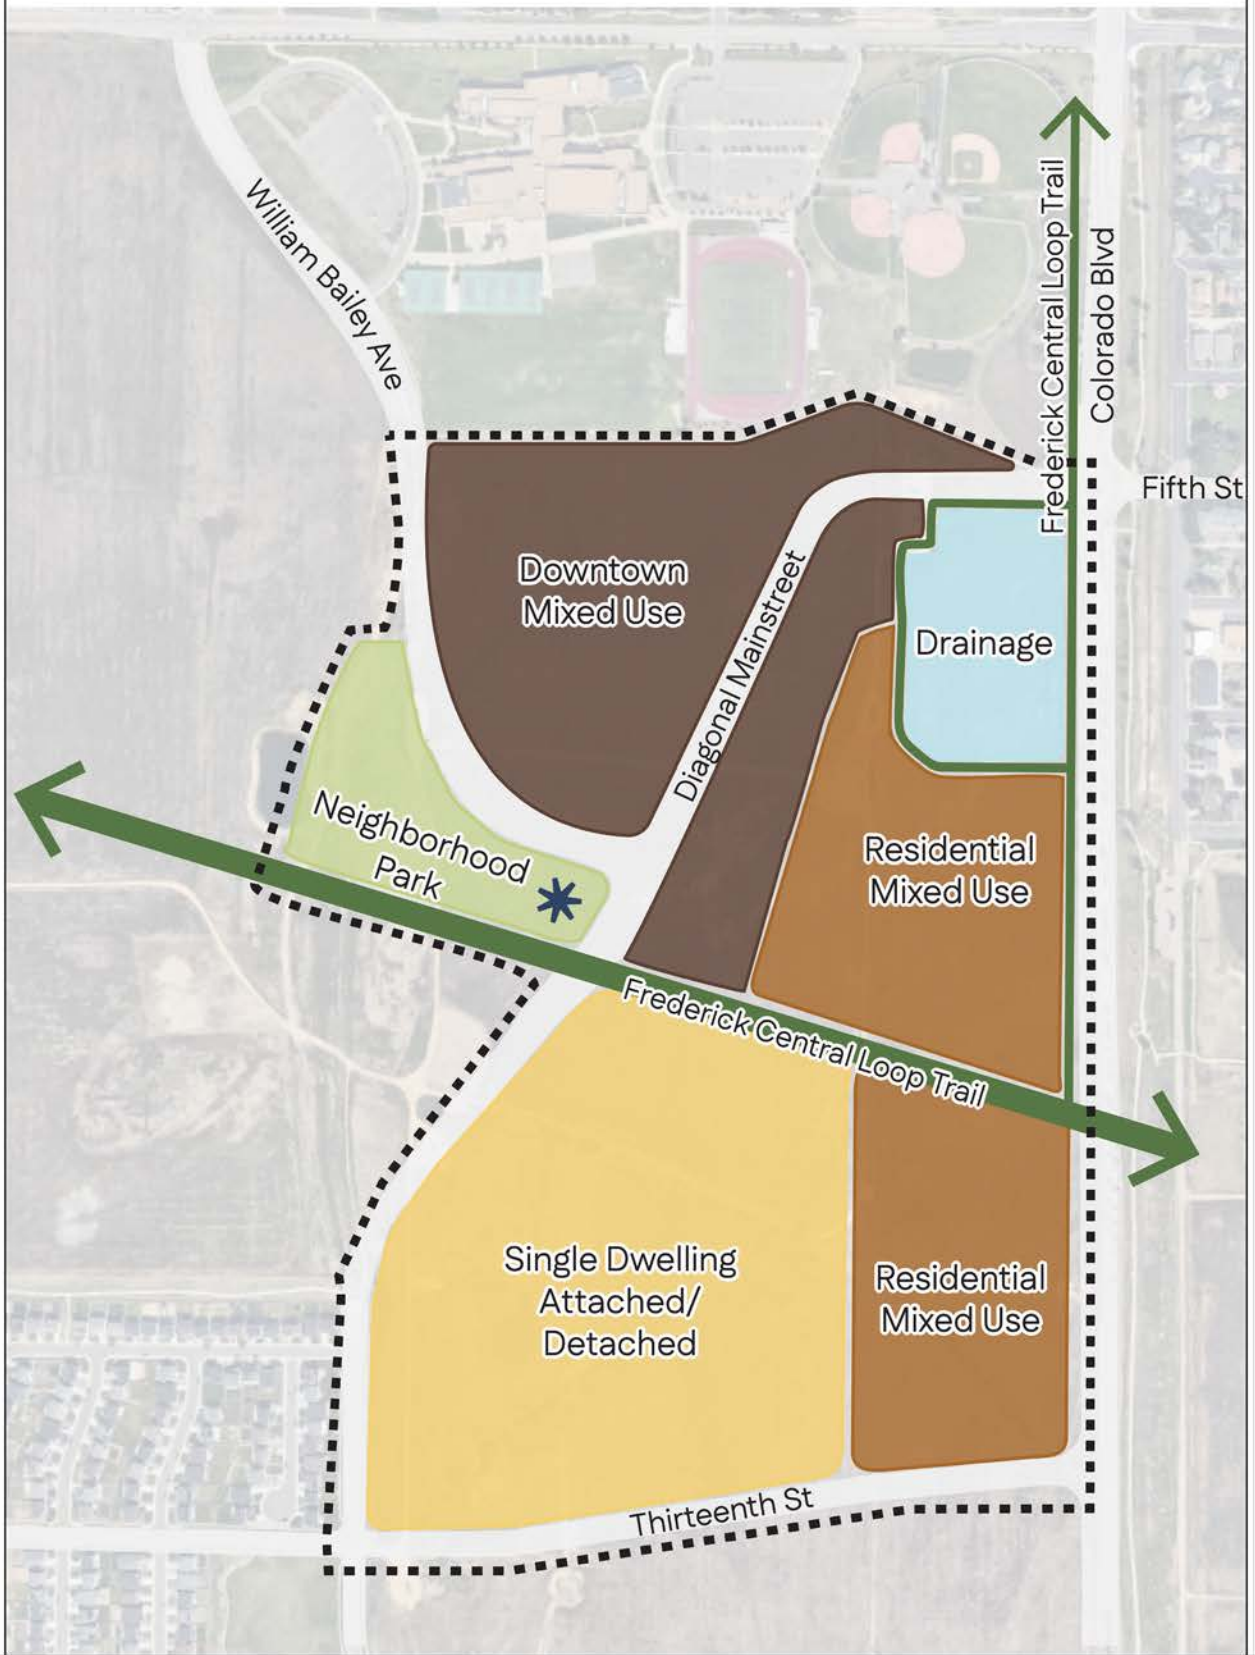 William Bailey Ave
Frederick Central Loop Trail
Colorado Blvd
Fifth St
Downtown
Mixed Use
Diagonal Mainstreet
Drainage
Neighborhood
Park
Residential
Mixed Use
Frederick Central Loop Trail
Single Dwelling
Attached/
Detached
Residential
Mixed Use
Thirteenth St